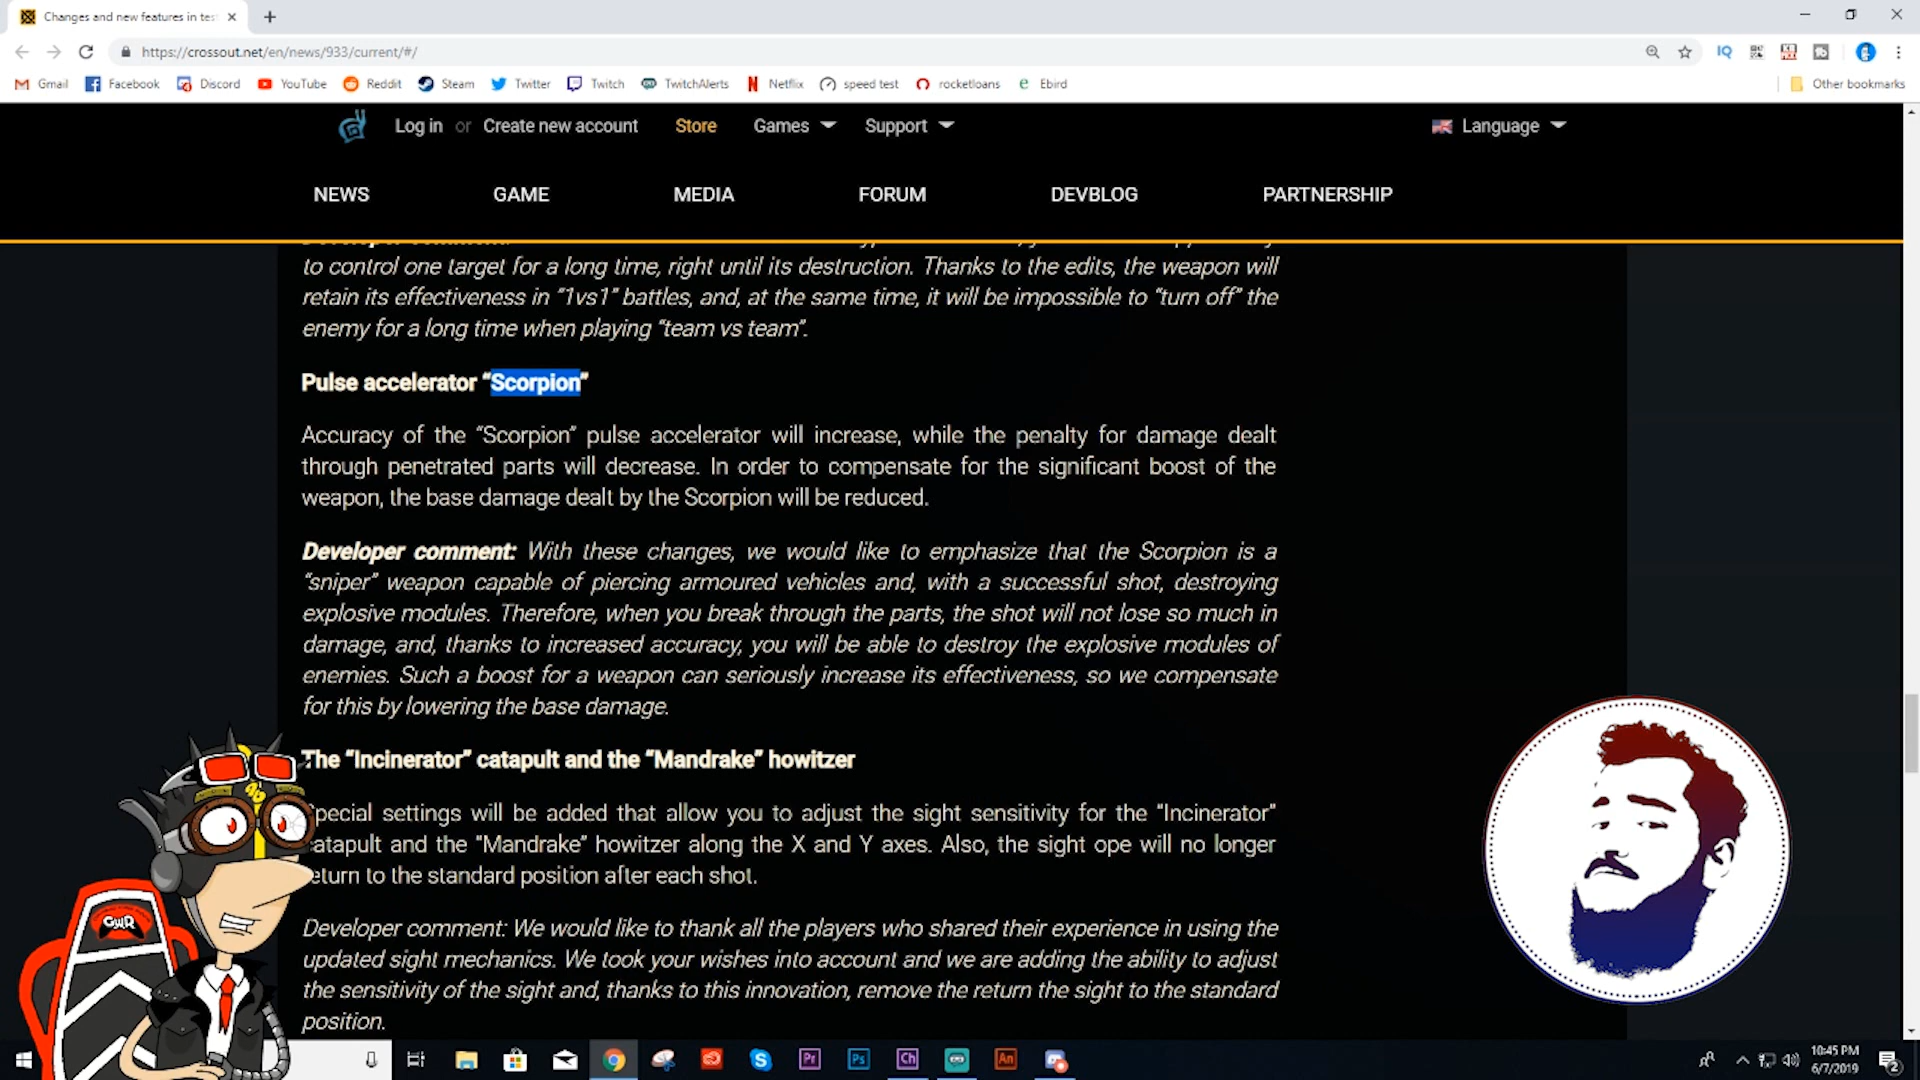 Changes and new features in tes
https://crossout.net/en/news/933/current/#/
IQ
Gmail Facebook Discord YouTube Reddit Steam Twitter Twitch TwitchAlerts Netflix speed test rocketloans Ebird Other bookmarks
Log in or Create new account Store Games Support Language
NEWS GAME MEDIA FORUM DEVBLOG PARTNERSHIP
to control one target for a long time, right until its destruction. Thanks to the edits, the weapon will
retain its effectiveness in “1vs1” battles, and, at the same time, it will be impossible to “turn off” the
enemy for a long time when playing “team vs team”.
Pulse accelerator “Scorpion”
Accuracy of the “Scorpion” pulse accelerator will increase, while the penalty for damage dealt
through penetrated parts will decrease. In order to compensate for the significant boost of the
weapon, the base damage dealt by the Scorpion will be reduced.
Developer comment: With these changes, we would like to emphasize that the Scorpion is a
“sniper” weapon capable of piercing armoured vehicles and, with a successful shot, destroying
explosive modules. Therefore, when you break through the parts, the shot will not lose so much in
damage, and, thanks to increased accuracy, you will be able to destroy the explosive modules of
enemies. Such a boost for a weapon can seriously increase its effectiveness, so we compensate
for this by lowering the base damage.
The “Incinerator” catapult and the “Mandrake” howitzer
pecial settings will be added that allow you to adjust the sight sensitivity for the “Incinerator”
atapult and the “Mandrake” howitzer along the X and Y axes. Also, the sight ope will no longer
eturn to the standard position after each shot.
Developer comment: We would like to thank all the players who shared their experience in using the
updated sight mechanics. We took your wishes into account and we are adding the ability to adjust
the sensitivity of the sight and, thanks to this innovation, remove the return the sight to the standard
position.
GWR
Pr Ps Ch An
10:45 PM
6/7/2019
2